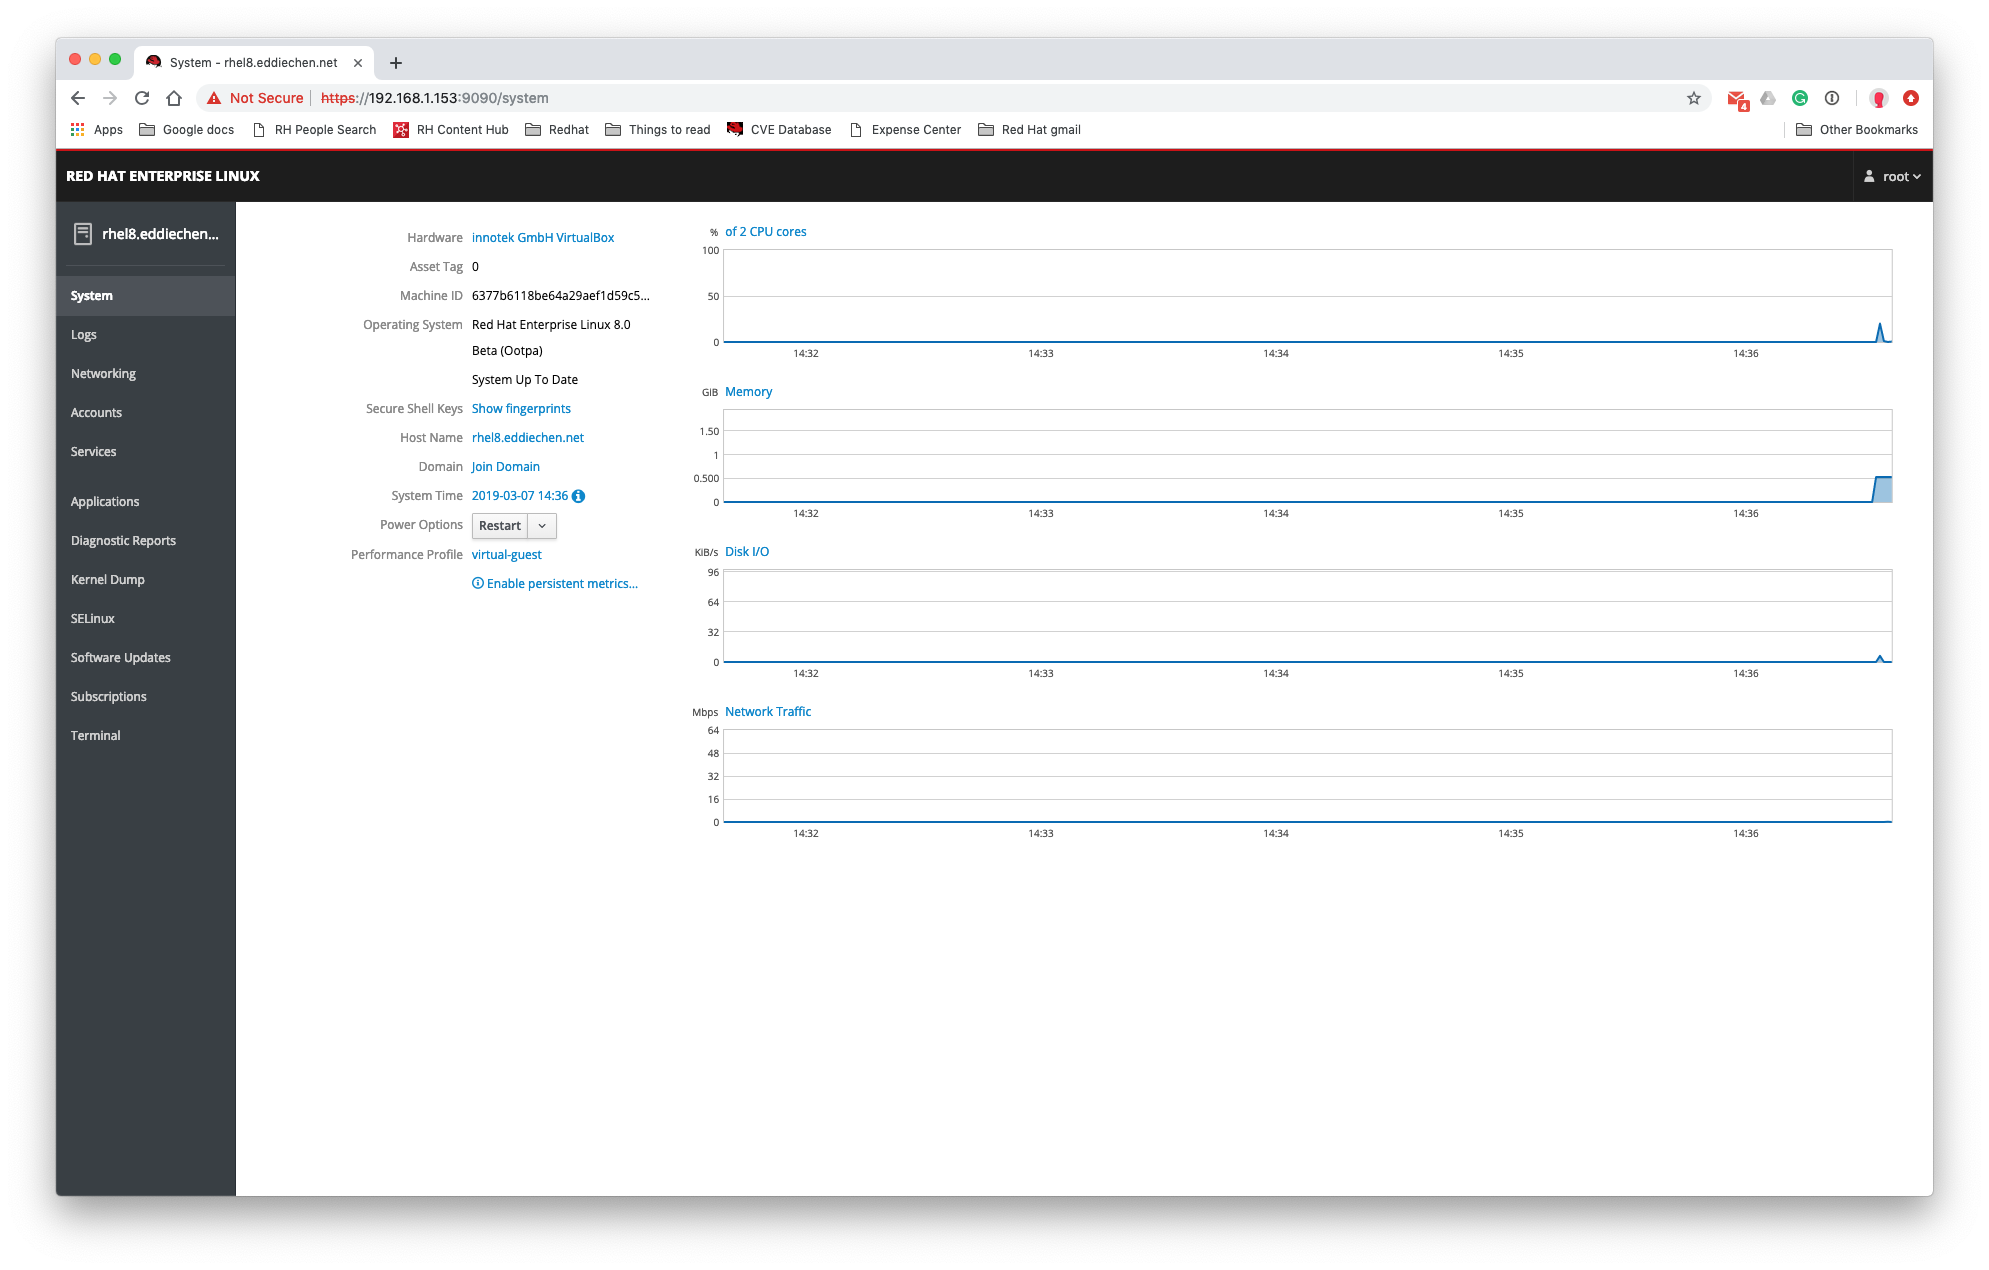 System - rhel8.eddiechen.net
Not Secure | https://192.168.1.153:9090/system
4
Apps Google docs RH People Search RH Content Hub Redhat Things to read CVE Database Expense Center Red Hat gmail Other Bookmarks
RED HAT ENTERPRISE LINUX
root
rhel8.eddiechen...
System
Logs
Networking
Accounts
Services
Applications
Diagnostic Reports
Kernel Dump
SELinux
Software Updates
Subscriptions
Terminal
Hardware innotek GmbH VirtualBox
Asset Tag 0
Machine ID 6377b6118be64a29aef1d59c5...
Operating System Red Hat Enterprise Linux 8.0
Beta (Ootpa)
System Up To Date
Secure Shell Keys Show fingerprints
Host Name rhel8.eddiechen.net
Domain Join Domain
System Time 2019-03-07 14:36
Power Options Restart
Performance Profile virtual-guest
Enable persistent metrics...
% of 2 CPU cores
100
50
0
14:32 14:33 14:34 14:35 14:36
GiB Memory
1.50
1
0.500
0
14:32 14:33 14:34 14:35 14:36
KiB/s Disk I/O
96
64
32
0
14:32 14:33 14:34 14:35 14:36
Mbps Network Traffic
64
48
32
16
0
14:32 14:33 14:34 14:35 14:36